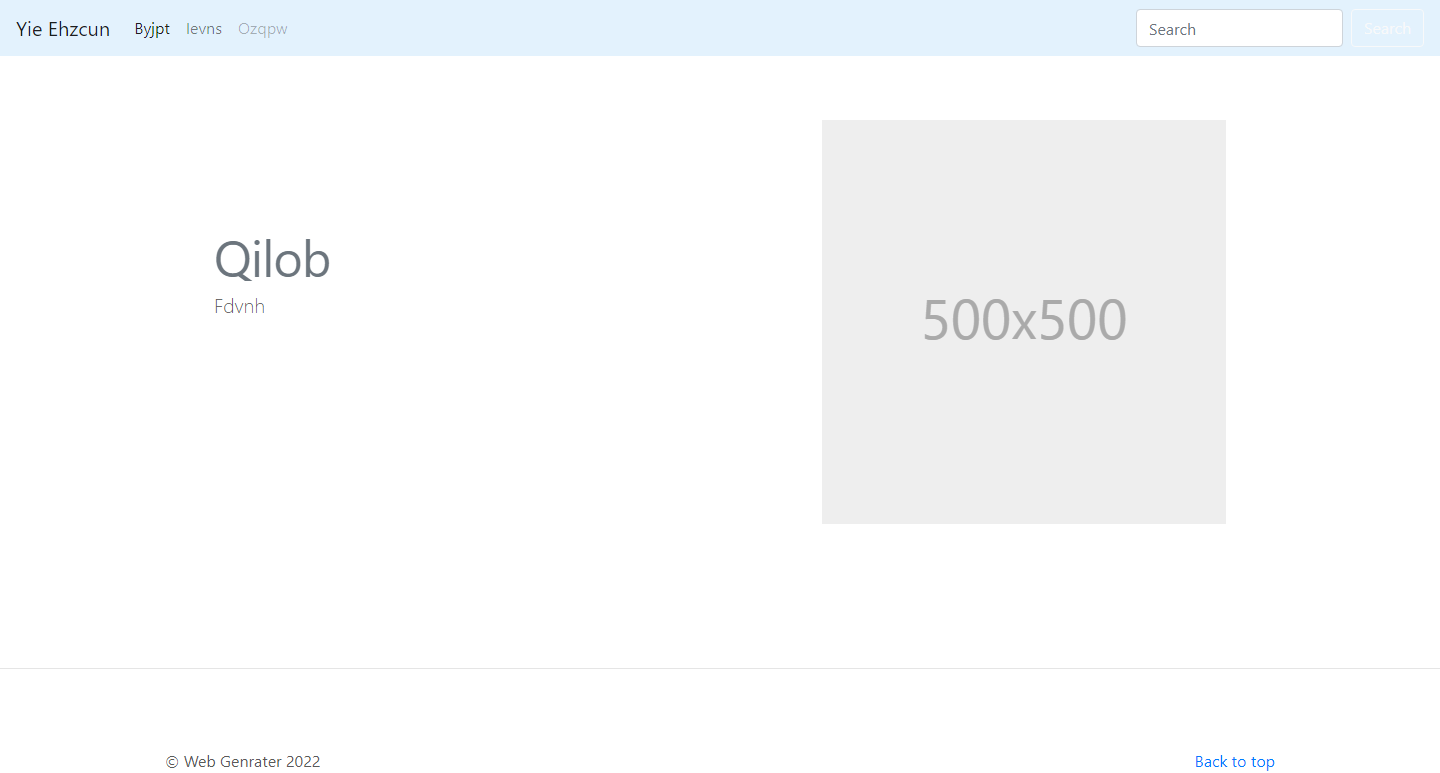 Yie Ehzcun Byjpt Ievns Ozqpw Search Search
Qilob
Fdvnh
500x500
© Web Genrater 2022 Back to top